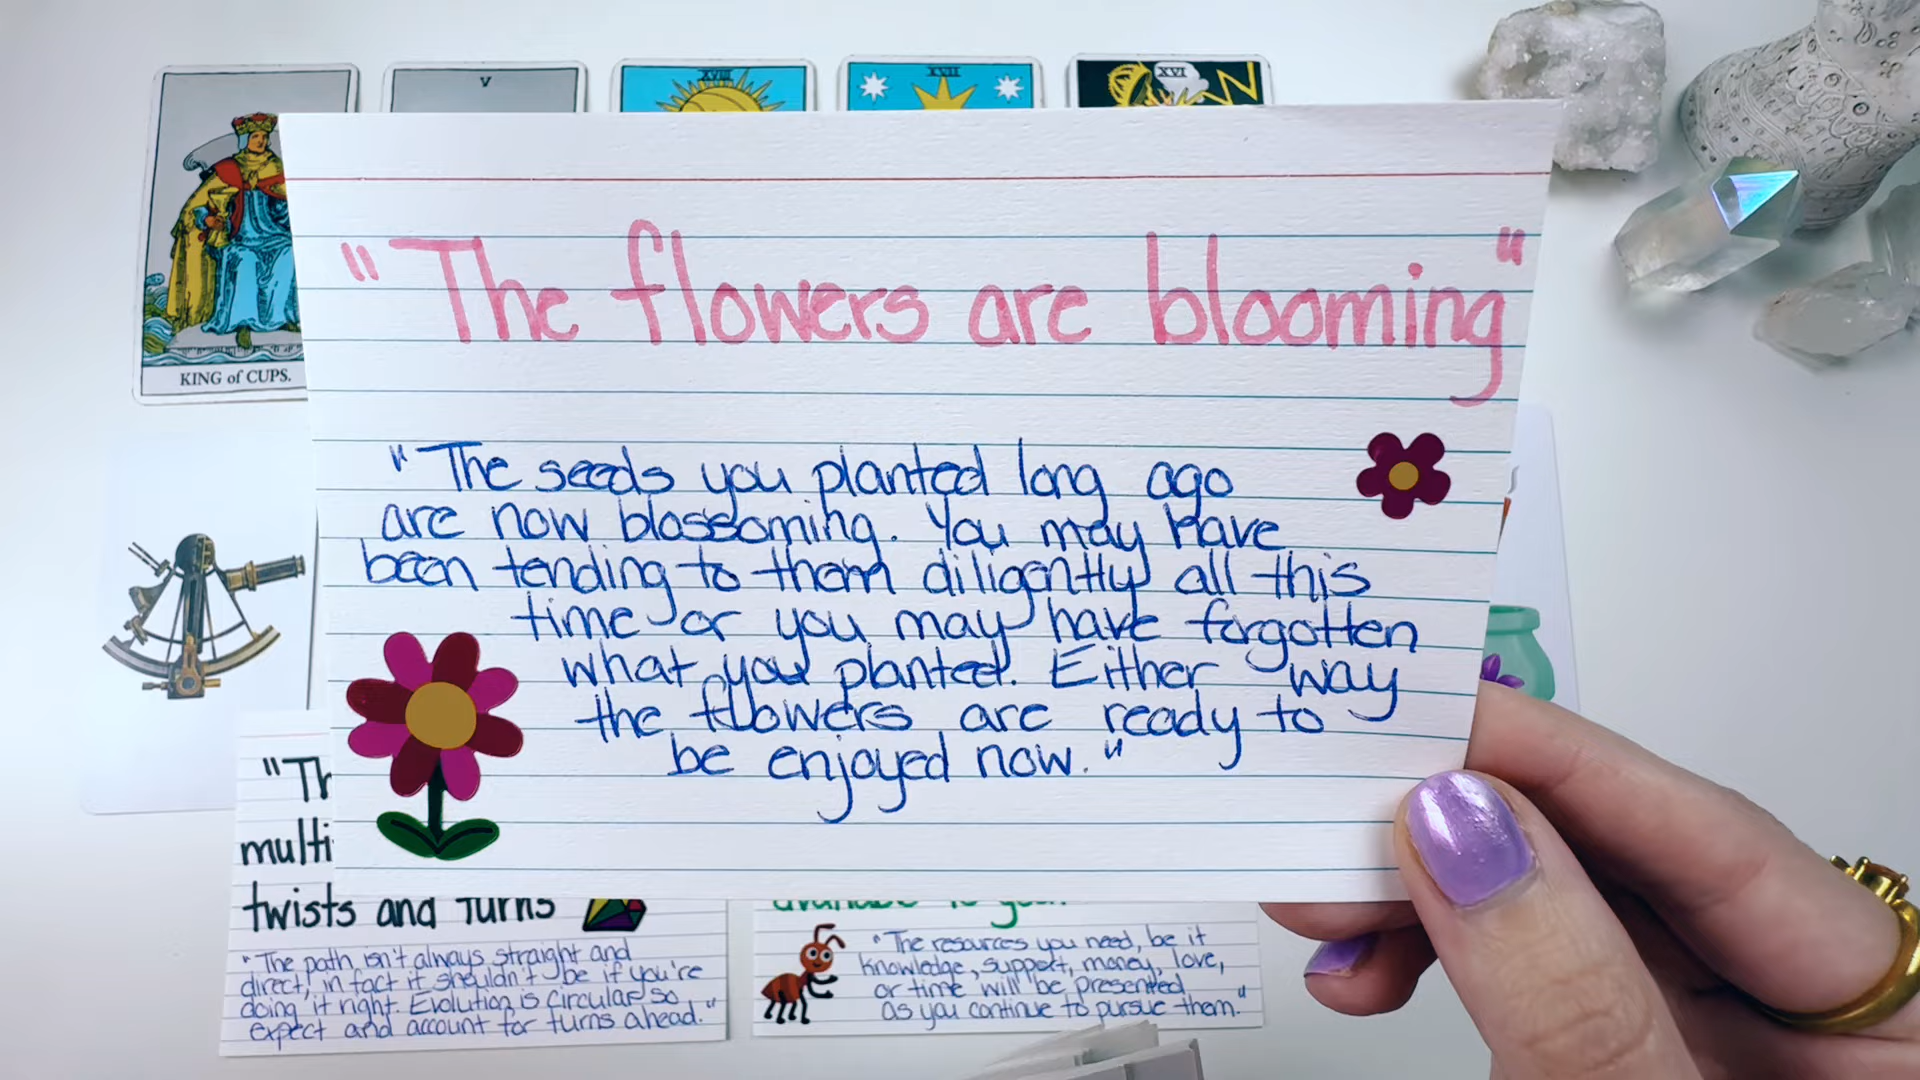 V
XVIII
XVII
XVI
KING of CUPS.
"The flowers are blooming"
"The seeds you planted long ago
are now blossoming. You may have
been tending to them diligently all this
time or you may have forgotten
what you planted. Either way
the flowers are ready to
be enjoyed now."
"Th
multi
twists and turns
"The path isn't always straight and
direct, in fact it shouldn't be if you're
doing it right. Evolution is circular so
expect and account for turns ahead."
"The resources you need, be it
knowledge, support, money, love,
or time will be presented
as you continue to pursue them."